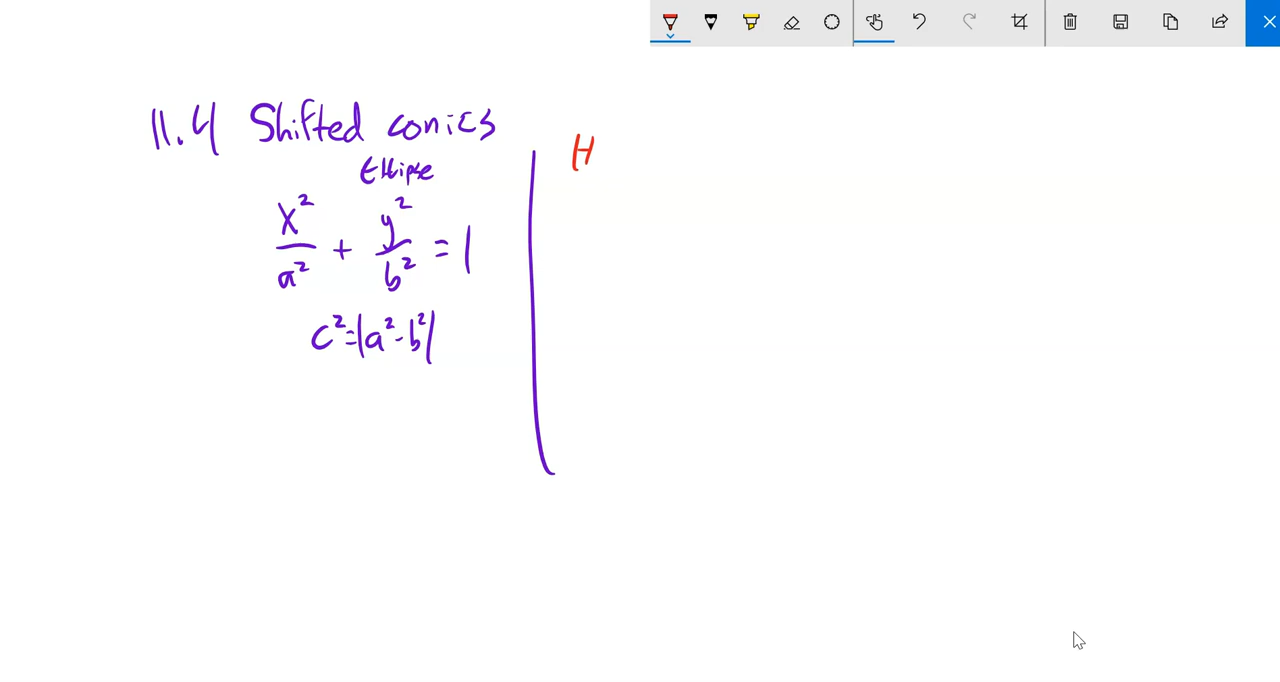 11.4 Shifted conics
Ellipse
x²/a² + y²/b² = 1
c² = |a² - b²|
H